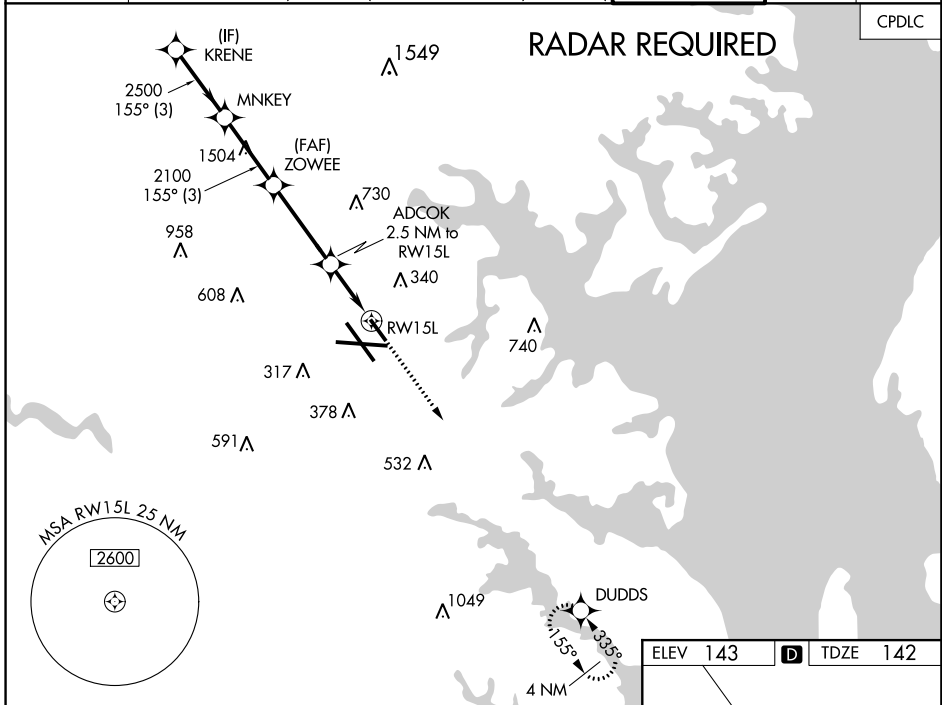 CPDLC
RADAR REQUIRED
(IF)
KRENE
1549
2500
155° (3)
MNKEY
1504
(FAF)
ZOWEE
2100
155° (3)
730
ADCOK
2.5 NM to
RW15L
958
340
608
RW15L
740
317
378
591
532
MSA RW15L 25 NM
2600
1049
DUDDS
155°
335°
4 NM
ELEV 143 D TDZE 142